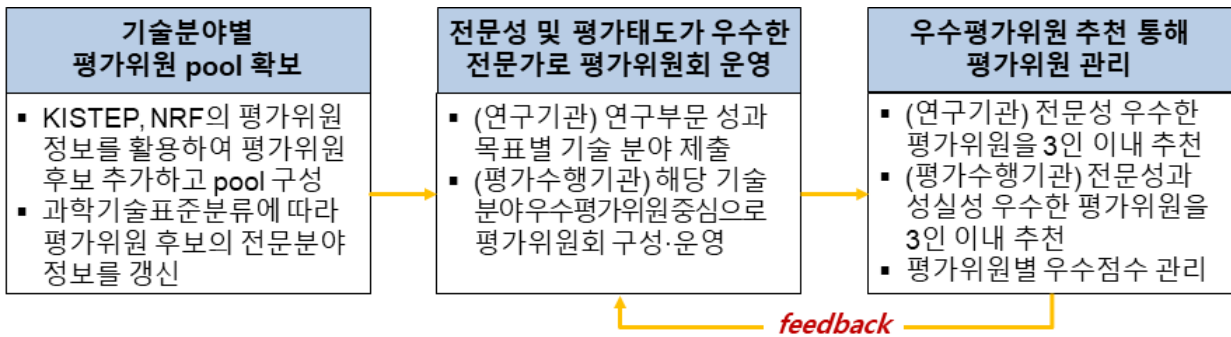 기술분야별
평가위원 pool 확보
▪ KISTEP, NRF의 평가위원
정보를 활용하여 평가위원
후보 추가하고 pool 구성
▪ 과학기술표준분류에 따라
평가위원 후보의 전문분야
정보를 갱신
전문성 및 평가태도가 우수한
전문가로 평가위원회 운영
▪ (연구기관) 연구부문 성과
목표별 기술 분야 제출
▪ (평가수행기관) 해당 기술
분야우수평가위원중심으로
평가위원회 구성·운영
우수평가위원 추천 통해
평가위원 관리
▪ (연구기관) 전문성 우수한
평가위원을 3인 이내 추천
▪ (평가수행기관) 전문성과
성실성 우수한 평가위원을
3인 이내 추천
▪ 평가위원별 우수점수 관리
feedback